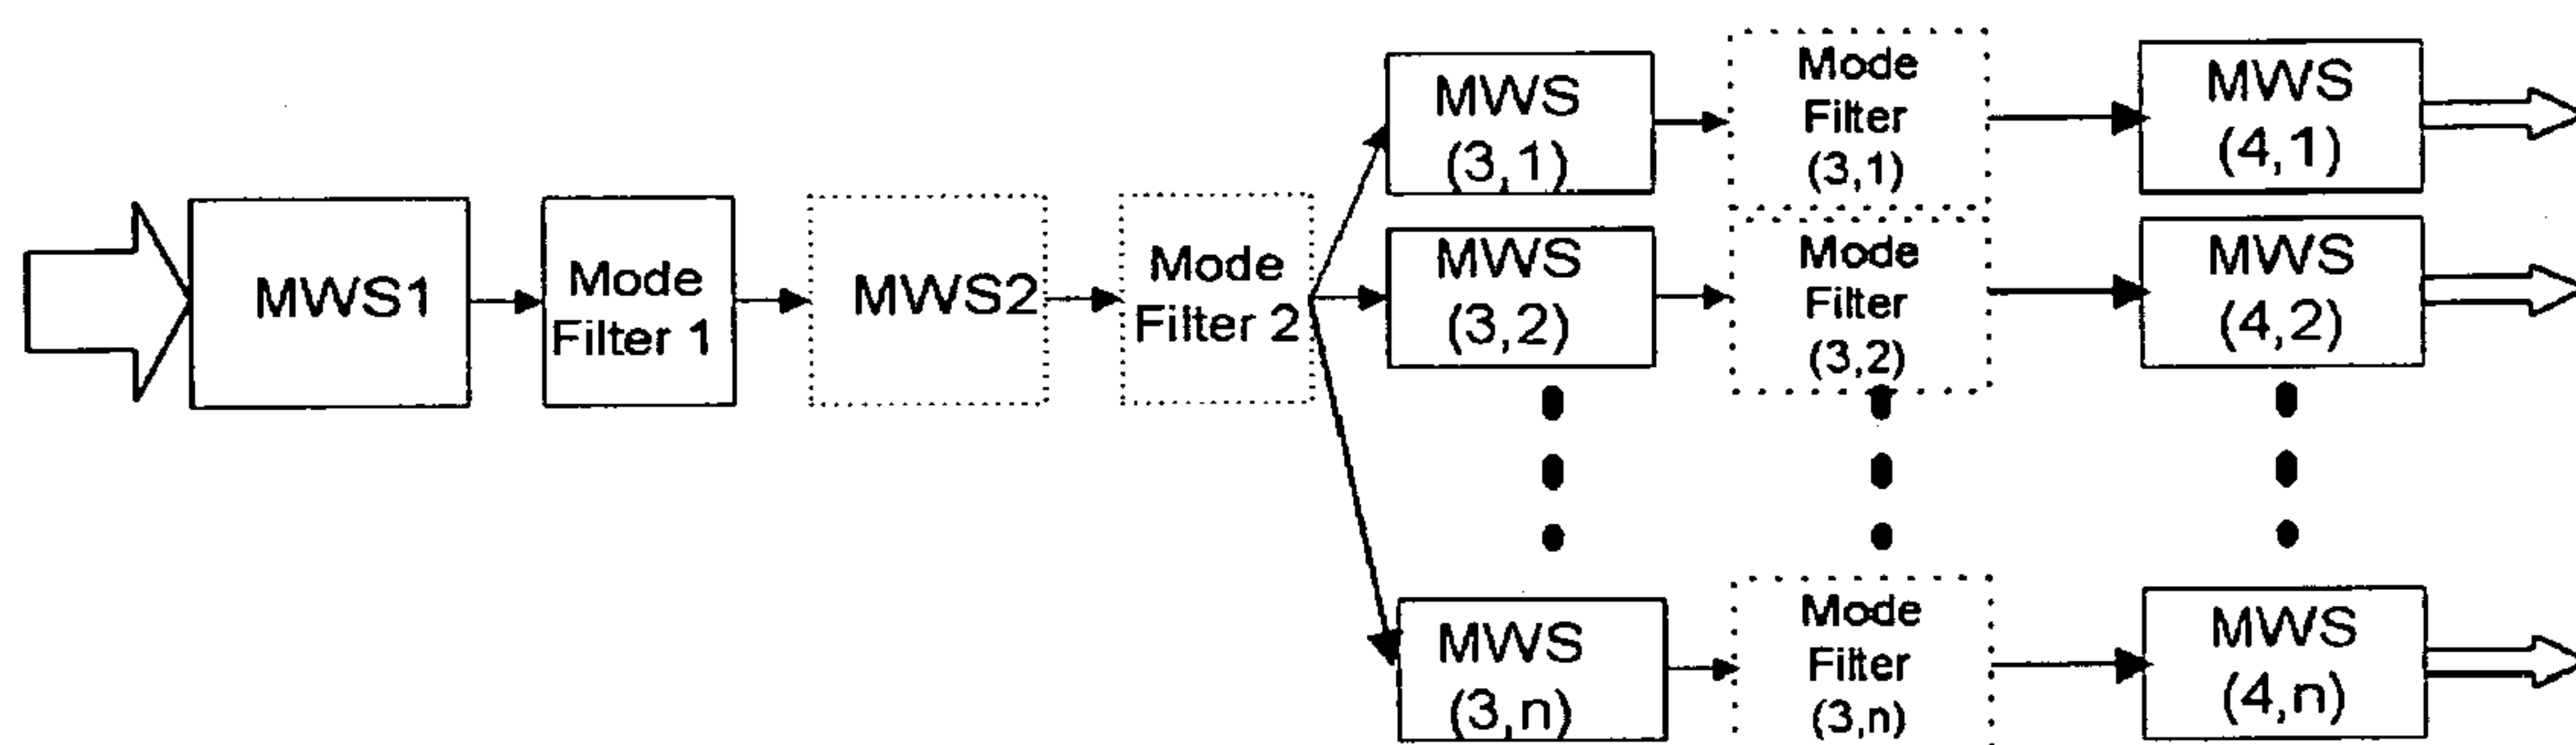 MWS1
Mode
Filter 1
MWS2
Mode
Filter 2
MWS
(3,1)
Mode
Filter
(3,1)
MWS
(4,1)
MWS
(3,2)
Mode
Filter
(3,2)
MWS
(4,2)
MWS
(3,n)
Mode
Filter
(3,n)
MWS
(4,n)